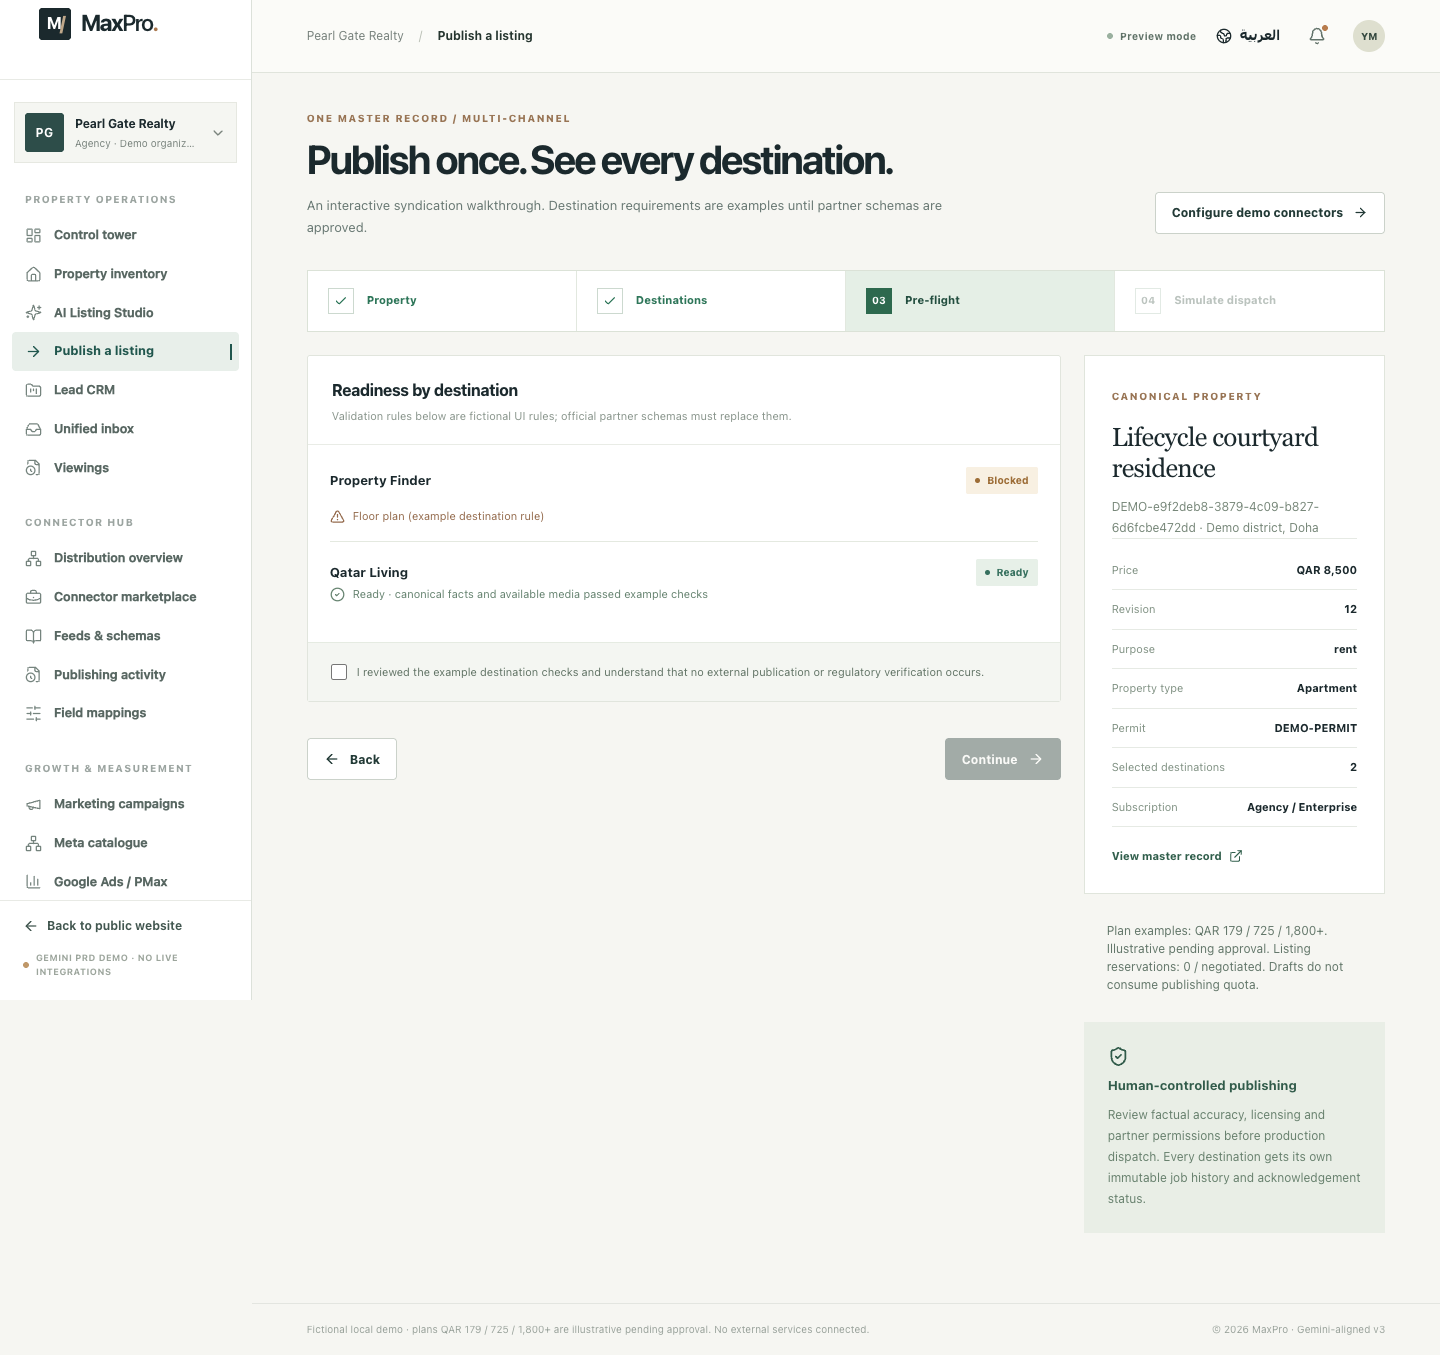 M/ MaxPro.
Pearl Gate Realty / Publish a listing
Preview mode
العربية
YM
PG
Pearl Gate Realty
Agency · Demo organiz...
PROPERTY OPERATIONS
Control tower
Property inventory
AI Listing Studio
Publish a listing
Lead CRM
Unified inbox
Viewings
CONNECTOR HUB
Distribution overview
Connector marketplace
Feeds & schemas
Publishing activity
Field mappings
GROWTH & MEASUREMENT
Marketing campaigns
Meta catalogue
Google Ads / PMax
Back to public website
GEMINI PRD DEMO · NO LIVE
INTEGRATIONS
ONE MASTER RECORD / MULTI-CHANNEL
Publish once. See every destination.
An interactive syndication walkthrough. Destination requirements are examples until partner schemas are
approved.
Configure demo connectors
Property
Destinations
03 Pre-flight
04 Simulate dispatch
Readiness by destination
Validation rules below are fictional UI rules; official partner schemas must replace them.
Property Finder
Blocked
Floor plan (example destination rule)
Qatar Living
Ready
Ready · canonical facts and available media passed example checks
I reviewed the example destination checks and understand that no external publication or regulatory verification occurs.
Back
Continue
CANONICAL PROPERTY
Lifecycle courtyard
residence
DEMO-e9f2deb8-3879-4c09-b827-
6d6fcbe472dd · Demo district, Doha
Price QAR 8,500
Revision 12
Purpose rent
Property type Apartment
Permit DEMO-PERMIT
Selected destinations 2
Subscription Agency / Enterprise
View master record
Plan examples: QAR 179 / 725 / 1,800+.
Illustrative pending approval. Listing
reservations: 0 / negotiated. Drafts do not
consume publishing quota.
Human-controlled publishing
Review factual accuracy, licensing and
partner permissions before production
dispatch. Every destination gets its own
immutable job history and acknowledgement
status.
Fictional local demo · plans QAR 179 / 725 / 1,800+ are illustrative pending approval. No external services connected.
© 2026 MaxPro · Gemini-aligned v3